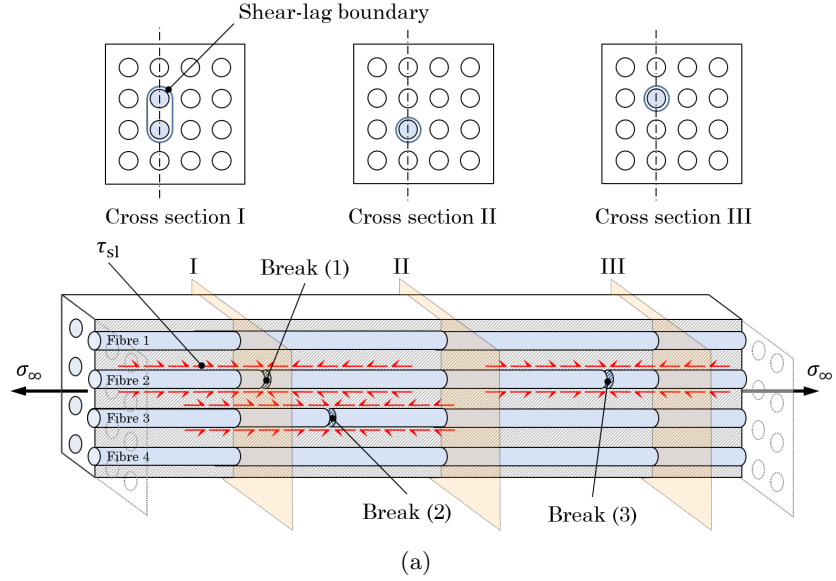 Shear-lag boundary
Cross section I
Cross section II
Cross section III
τsl
I
Break (1)
II
III
Fibre 1
Fibre 2
Fibre 3
Fibre 4
σ∞
σ∞
Break (2)
Break (3)
(a)